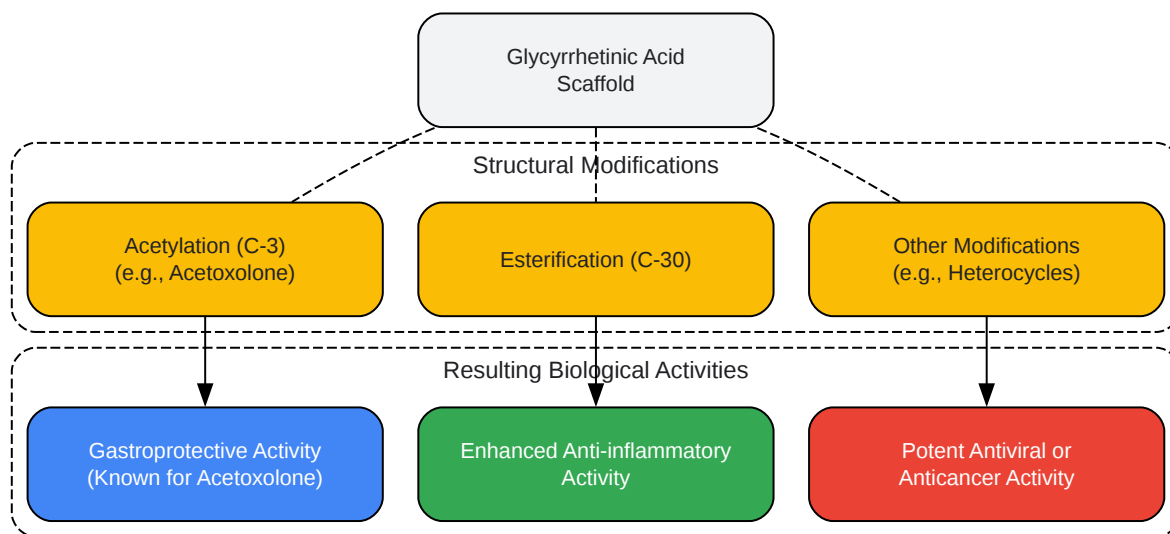 Glycyrrhetinic Acid
Scaffold
Structural Modifications
Acetylation (C-3)
(e.g., Acetoxolone)
Esterification (C-30)
Other Modifications
(e.g., Heterocycles)
Resulting Biological Activities
Gastroprotective Activity
(Known for Acetoxolone)
Enhanced Anti-inflammatory
Activity
Potent Antiviral or
Anticancer Activity